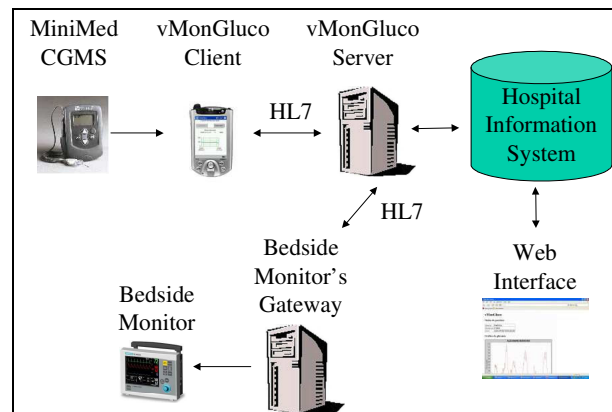 MiniMed
CGMS
vMonGluco
Client
vMonGluco
Server
HL7
Hospital
Information
System
HL7
Bedside
Monitor's
Gateway
Web
Interface
Bedside
Monitor